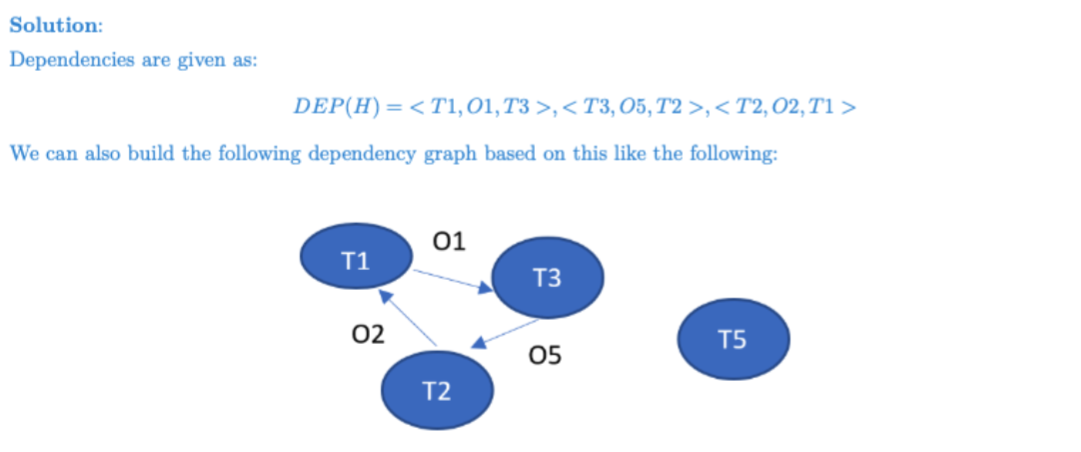 Solution:
Dependencies are given as:
DEP(H) = < T1, O1, T3 >, < T3, O5, T2 >, < T2, O2, T1 >
We can also build the following dependency graph based on this like the following:
O1
T1
T3
O2
O5
T5
T2